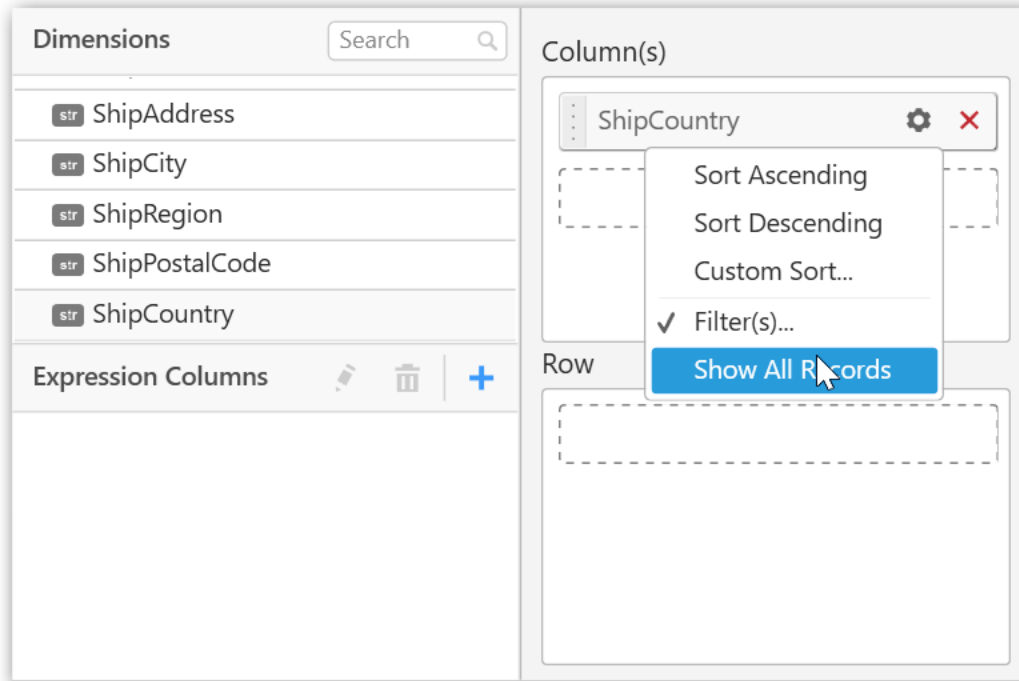 Dimensions
Search
str ShipAddress
str ShipCity
str ShipRegion
str ShipPostalCode
str ShipCountry
Expression Columns
Column(s)
ShipCountry
Sort Ascending
Sort Descending
Custom Sort...
Filter(s)...
Show All Records
Row